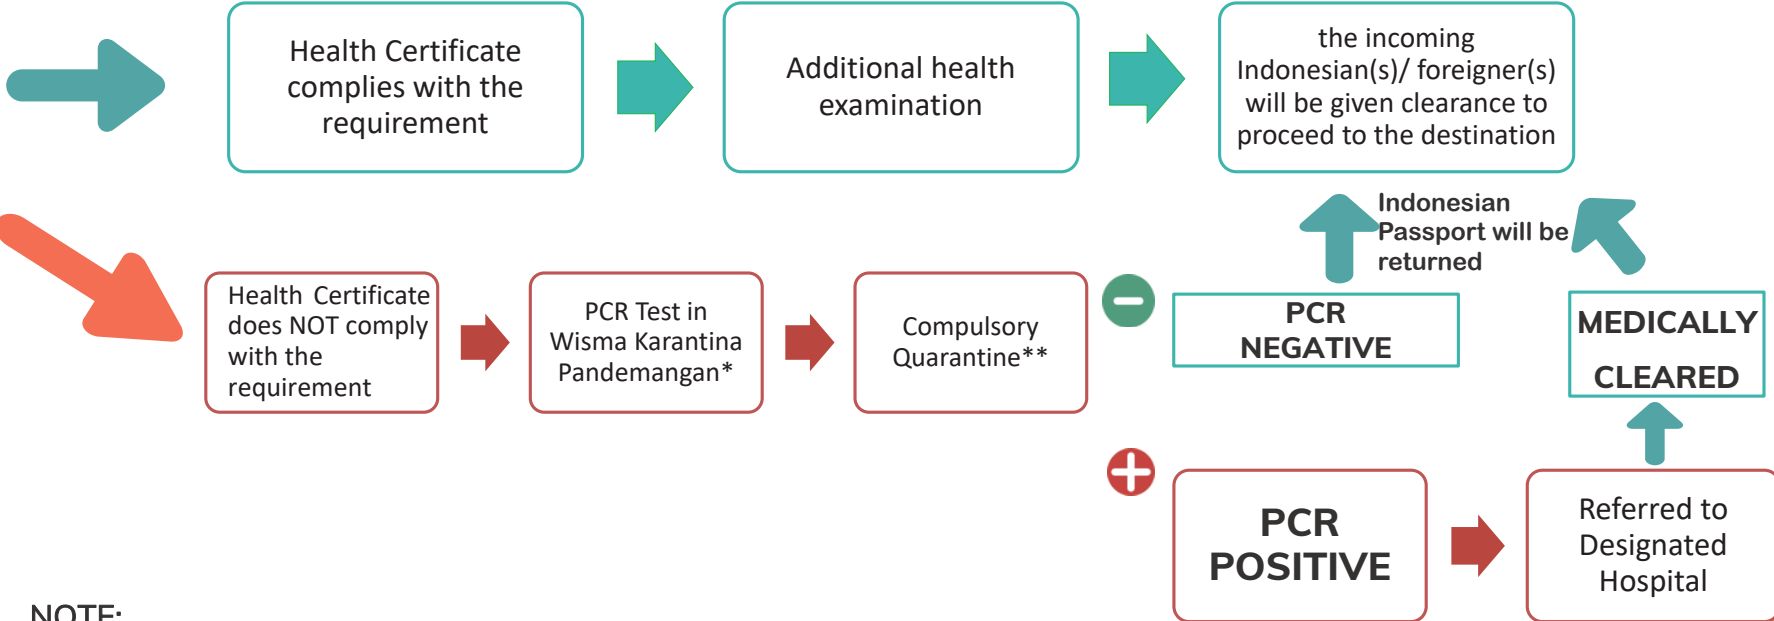 Health Certificate
complies with the
requirement
Additional health
examination
the incoming
Indonesian(s)/ foreigner(s)
will be given clearance to
proceed to the destination
Indonesian
Passport will be
returned
Health Certificate
does NOT comply
with the
requirement
PCR Test in
Wisma Karantina
Pandemangan*
Compulsory
Quarantine**
PCR
NEGATIVE
MEDICALLY
CLEARED
PCR
POSITIVE
Referred to
Designated
Hospital
NOTE: